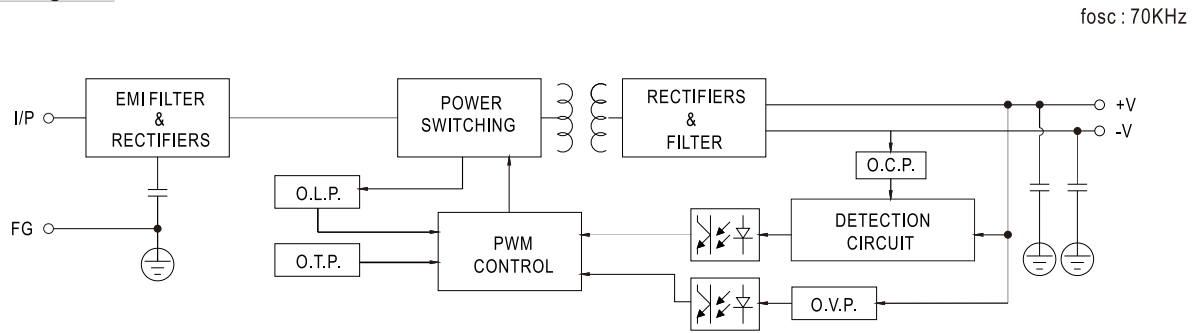 fosc : 70KHz
I/P
EMI FILTER
&
RECTIFIERS
POWER
SWITCHING
RECTIFIERS
&
FILTER
+V
-V
O.C.P.
O.L.P.
FG
PWM
CONTROL
DETECTION
CIRCUIT
O.T.P.
O.V.P.